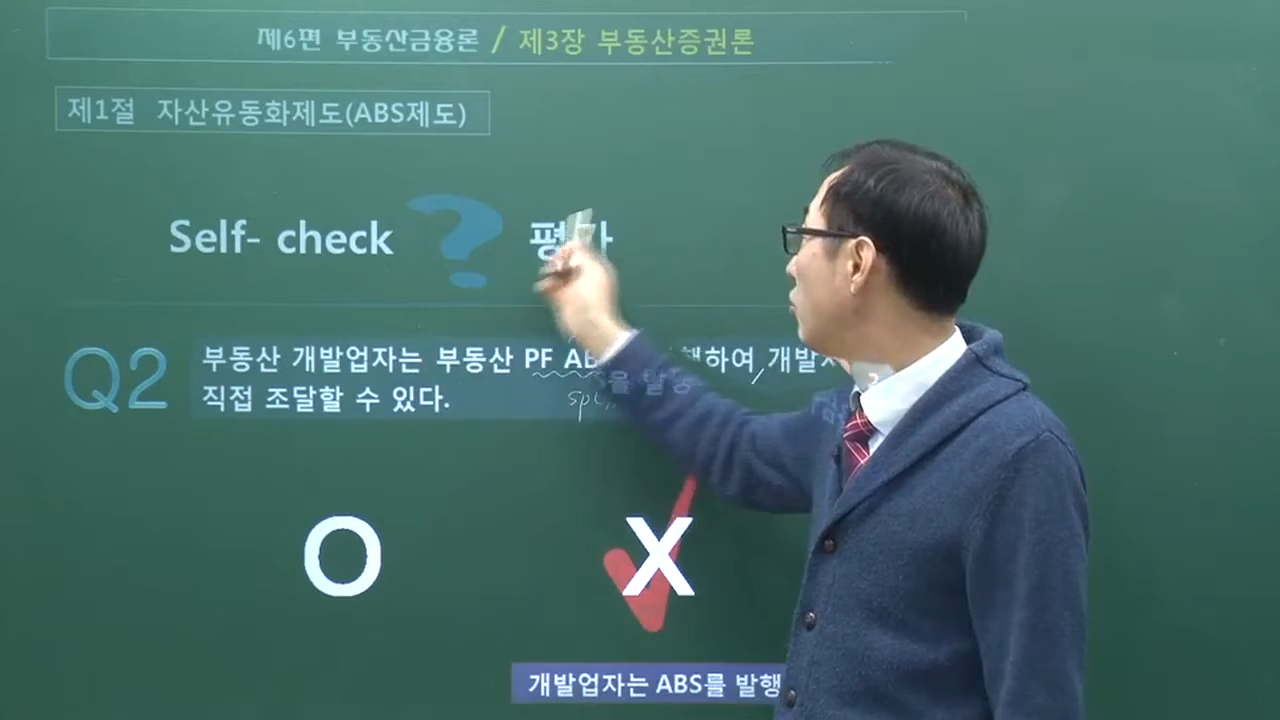 제6편 부동산금융론 / 제3장 부동산증권론
제1절 자산유동화제도(ABS제도)
Self- check ? 평가
Q2 부동산 개발업자는 부동산 PF AB 하여, 개발
직접 조달할 수 있다.
O X
개발업자는 ABS를 발행